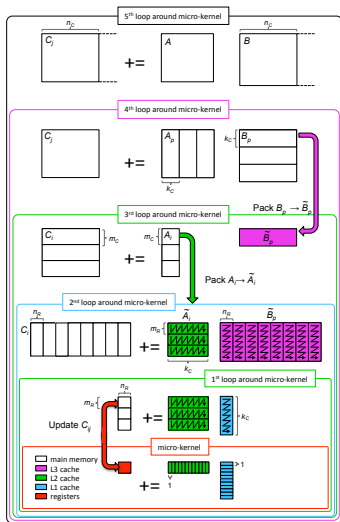 5th loop around micro-kernel
n_C n_C
C_j A B
+=
4th loop around micro-kernel
C_j += A_p k_C B_p
k_C
Pack B_p → B̃_p
3rd loop around micro-kernel
C_i m_C += m_C A_i B̃_p
Pack A_i → Ã_i
2nd loop around micro-kernel
n_R Ã_i n_R B̃_p
C_i += m_R
k_C
1st loop around micro-kernel
n_R
m_R += k_C
Update C_ij
micro-kernel
main memory
L3 cache
L2 cache
L1 cache
registers
+= 1 > 1
1